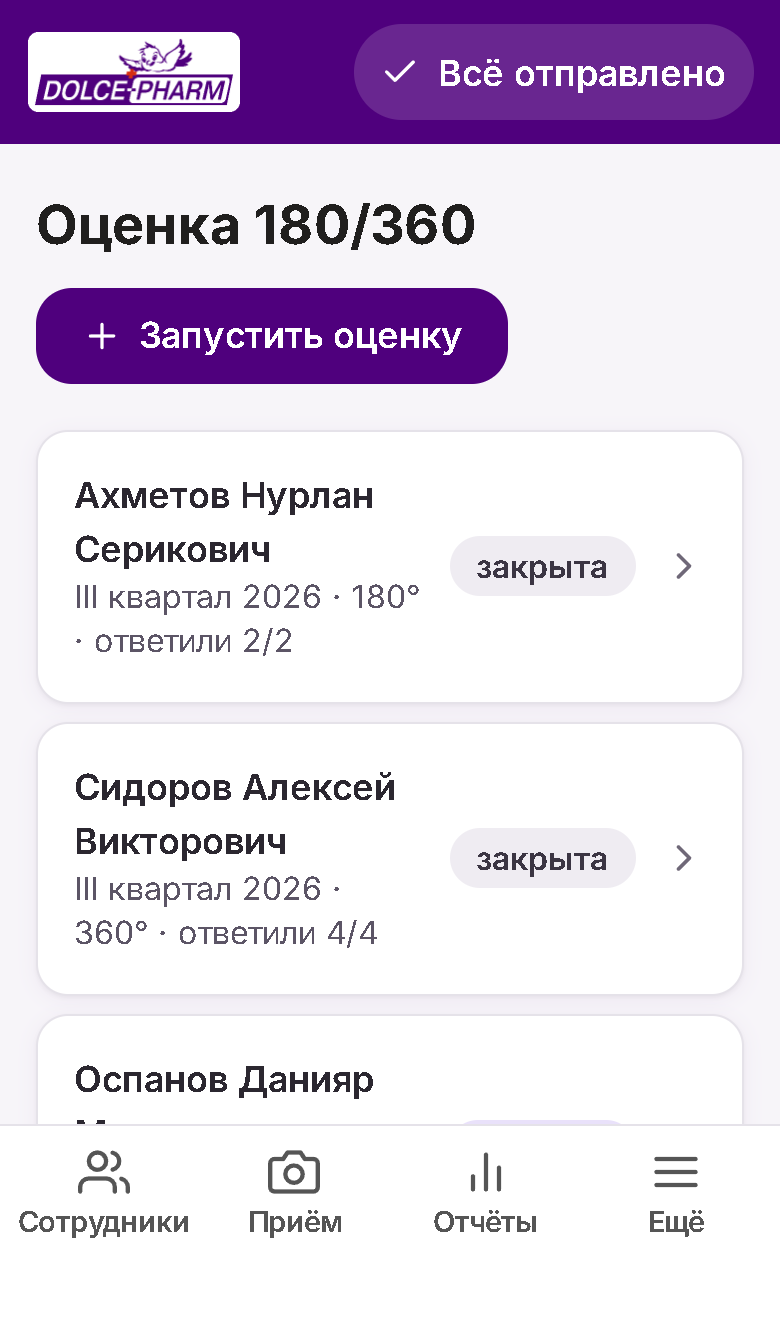 DOLCE-PHARM
Всё отправлено
Оценка 180/360
Запустить оценку
Ахметов Нурлан
Серикович
III квартал 2026 · 180°
· ответили 2/2
закрыта
Сидоров Алексей
Викторович
III квартал 2026 ·
360° · ответили 4/4
закрыта
Оспанов Данияр
Сотрудники
Приём
Отчёты
Ещё